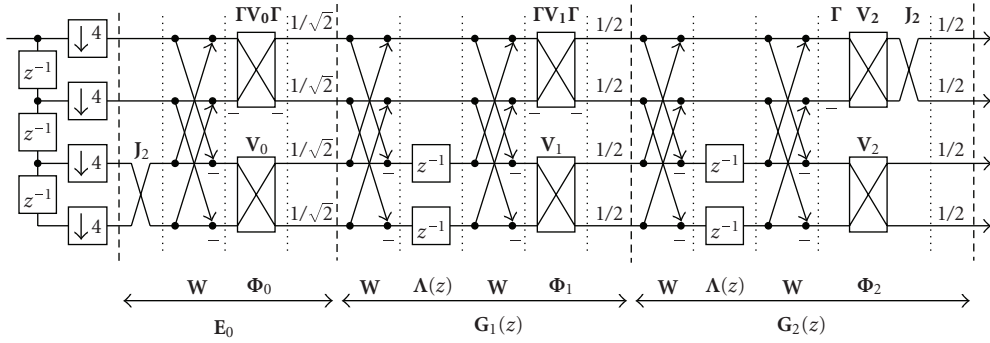 ΓV₀Γ 1/√2 ΓV₁Γ 1/2 Γ V₂ J₂ 1/2
↓ 4
z⁻¹
1/√2 1/2 1/2
↓ 4
− − − − −
z⁻¹
J₂ V₀ 1/√2 V₁ 1/2 V₂ 1/2
↓ 4 z⁻¹ z⁻¹
− − − − −
z⁻¹
1/√2 1/2 1/2
↓ 4 z⁻¹ z⁻¹
− − − − −
W Φ₀ W Λ(z) W Φ₁ W Λ(z) W Φ₂
E₀ G₁(z) G₂(z)